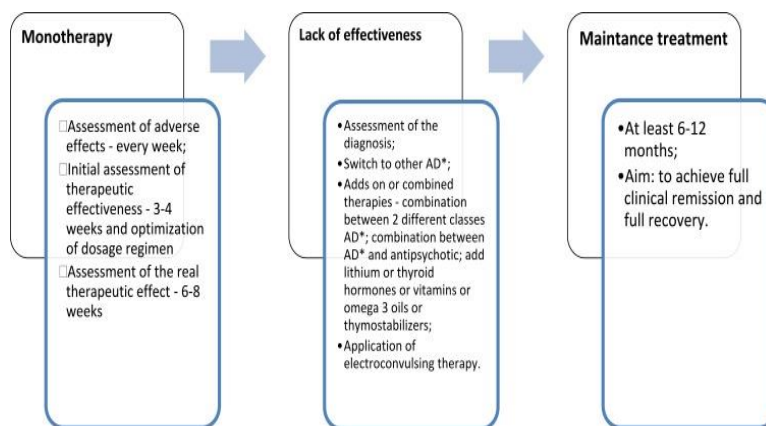 Monotherapy
□Assessment of adverse
effects - every week;
□Initial assessment of
therapeutic
effectiveness - 3-4
weeks and optimization
of dosage regimen
□Assessment of the real
therapeutic effect - 6-8
weeks
Lack of effectiveness
•Assessment of the
diagnosis;
•Switch to other AD*;
•Adds on or combined
therapies - combination
between 2 different classes
AD*; combination between
AD* and antipsychotic; add
lithium or thyroid
hormones or vitamins or
omega 3 oils or
thymostabilizers;
•Application of
electroconvulsing therapy.
Maintance treatment
•At least 6-12
months;
•Aim: to achieve full
clinical remission and
full recovery.